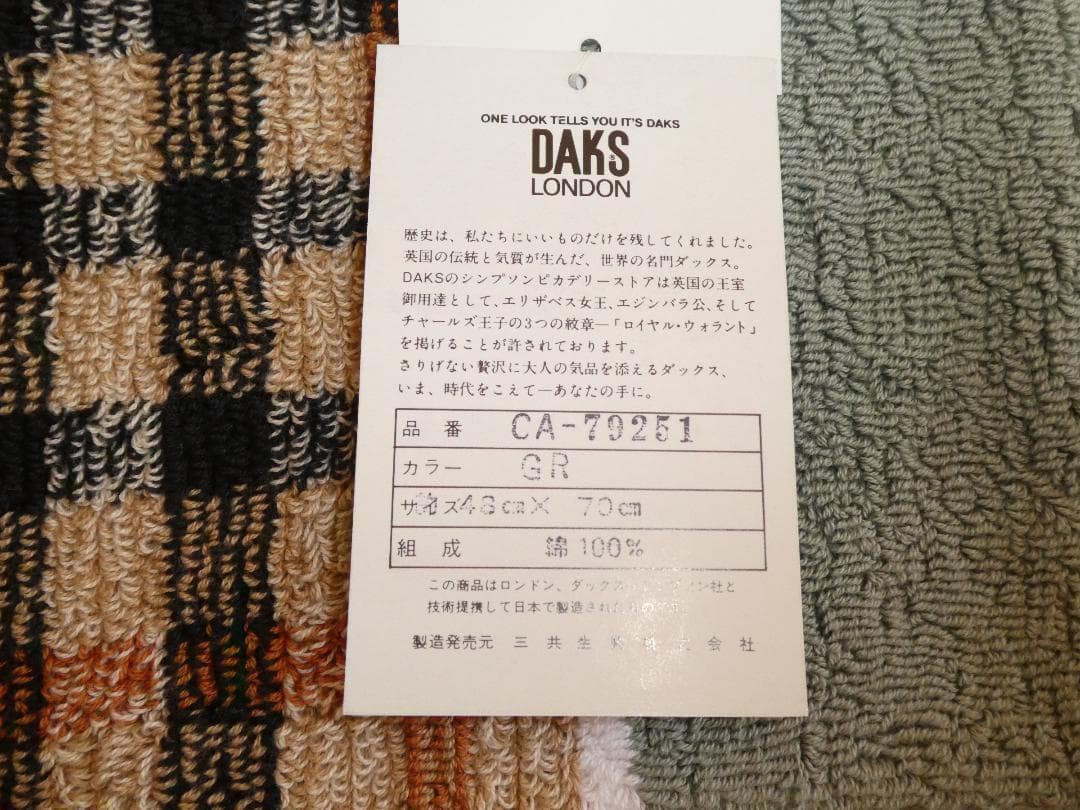 ONE LOOK TELLS YOU IT'S DAKS
DAKS®
LONDON
歴史は、私たちにいいものだけを残してくれました。
英国の伝統と気質が生んだ、世界の名門ダックス。
DAKSのシンプソンピカデリーストアは英国の王室
御用達として、エリザベス女王、エジンバラ公、そして
チャールズ王子の3つの紋章―「ロイヤル・ウォラント」
を掲げることが許されております。
さりげない贅沢に大人の気品を添えるダックス、
いま、時代をこえて―あなたの手に。
品番 CA-79251
カラー GR
サイズ 48cm× 70cm
組成 綿100%
この商品はロンドン、ダックス ン社と
技術提携して日本で製造された
製造発売元 三共生 会社